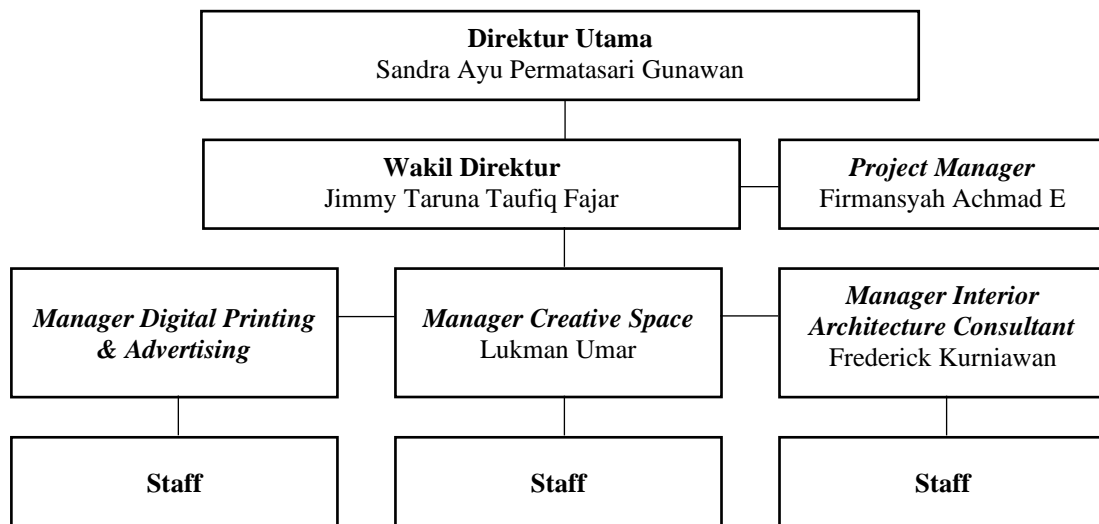 Direktur Utama
Sandra Ayu Permatasari Gunawan
Wakil Direktur
Jimmy Taruna Taufiq Fajar
Project Manager
Firmansyah Achmad E
Manager Digital Printing
& Advertising
Manager Creative Space
Lukman Umar
Manager Interior
Architecture Consultant
Frederick Kurniawan
Staff
Staff
Staff